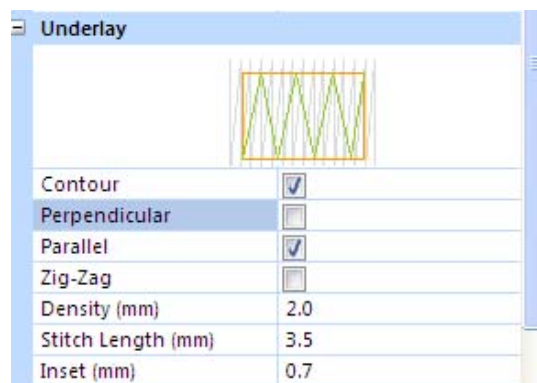 Underlay
Contour
Perpendicular
Parallel
Zig-Zag
Density (mm) 2.0
Stitch Length (mm) 3.5
Inset (mm) 0.7